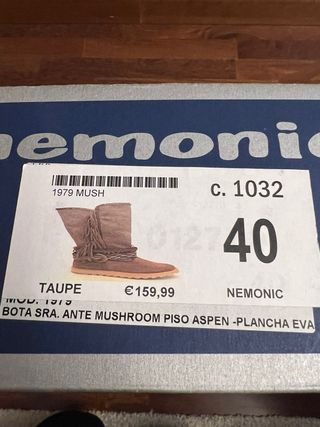 nemonic
1979 MUSH
c. 1032
40
TAUPE
€159,99
NEMONIC
MOD. 1979
BOTA SRA. ANTE MUSHROOM PISO ASPEN -PLANCHA EVA